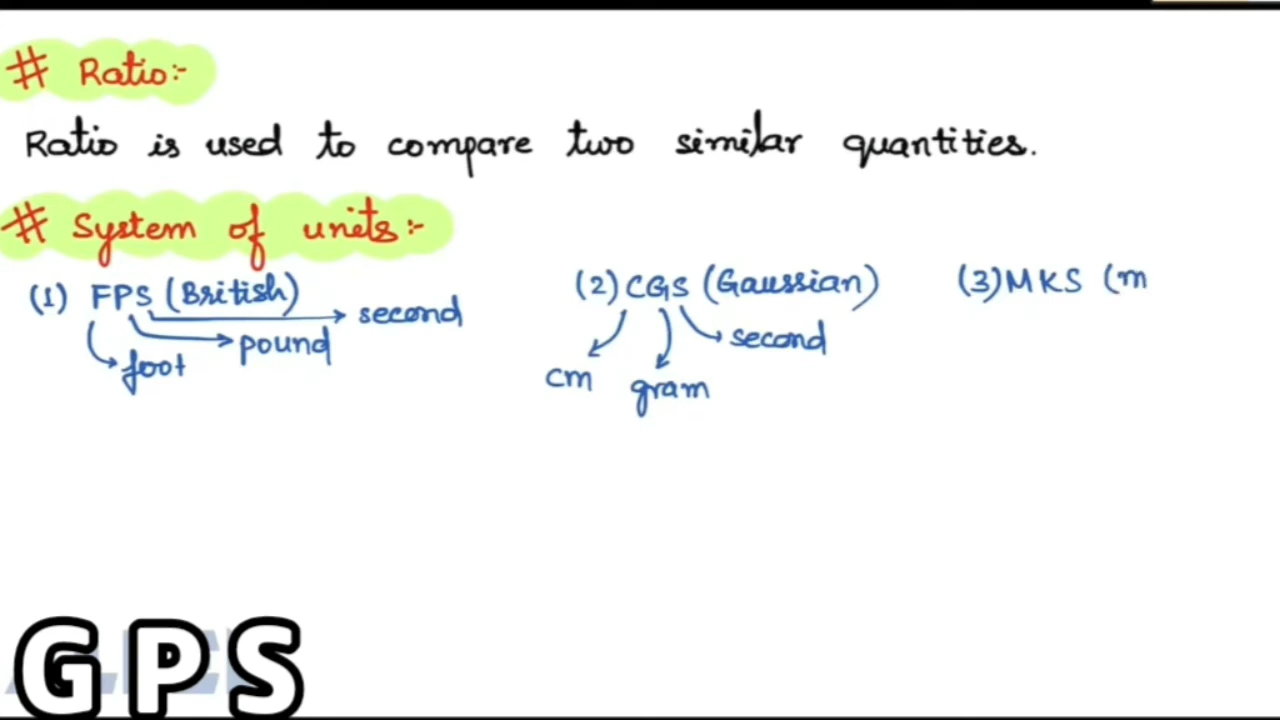 # Ratio:-
Ratio is used to compare two similar quantities.
# System of units:-
(1) FPS (British)
second
pound
foot
(2) CGS (Gaussian)
second
cm
gram
(3) MKS (m
GPS